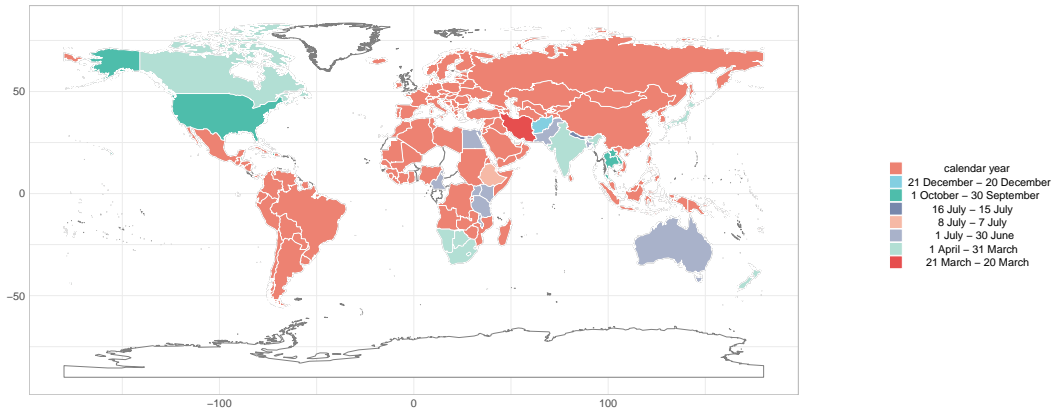 50
0
−50
−100
0
100
calendar year
21 December − 20 December
1 October − 30 September
16 July − 15 July
8 July − 7 July
1 July − 30 June
1 April − 31 March
21 March − 20 March